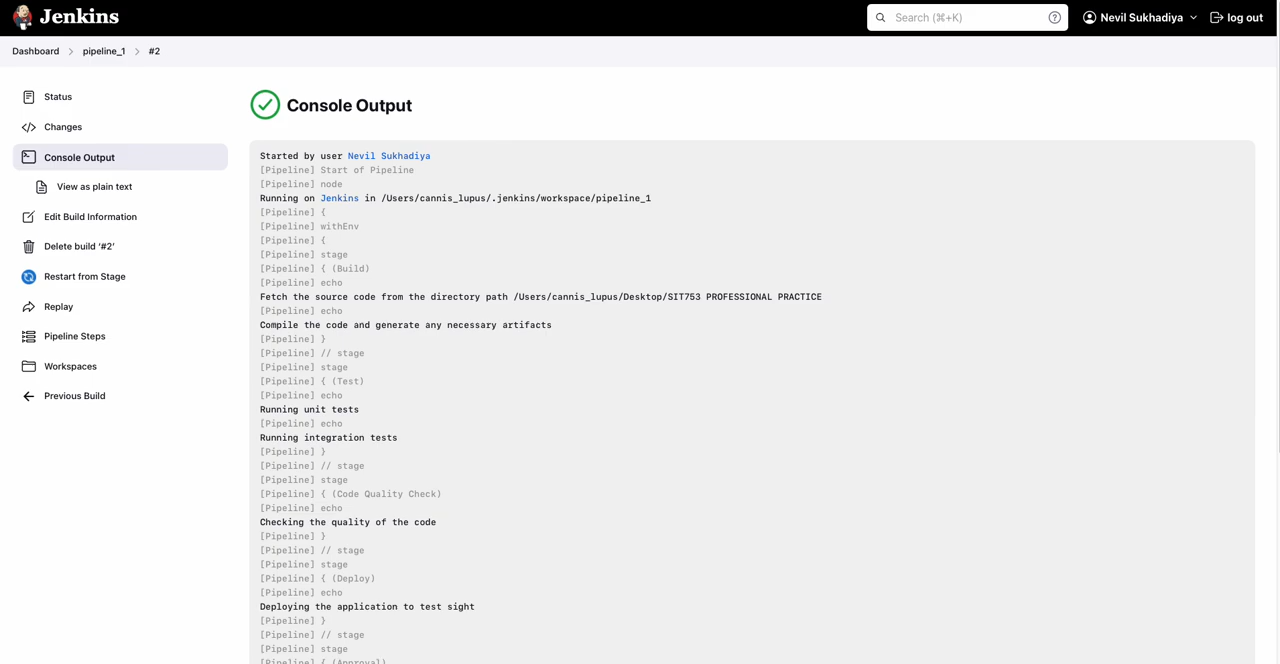 Jenkins
Search (⌘+K)
Nevil Sukhadiya
log out
Dashboard
pipeline_1
#2
Status
Changes
Console Output
View as plain text
Edit Build Information
Delete build ‘#2’
Restart from Stage
Replay
Pipeline Steps
Workspaces
Previous Build
Console Output
Started by user Nevil Sukhadiya
[Pipeline] Start of Pipeline
[Pipeline] node
Running on Jenkins in /Users/cannis_lupus/.jenkins/workspace/pipeline_1
[Pipeline] {
[Pipeline] withEnv
[Pipeline] {
[Pipeline] stage
[Pipeline] { (Build)
[Pipeline] echo
Fetch the source code from the directory path /Users/cannis_lupus/Desktop/SIT753 PROFESSIONAL PRACTICE
[Pipeline] echo
Compile the code and generate any necessary artifacts
[Pipeline] }
[Pipeline] // stage
[Pipeline] stage
[Pipeline] { (Test)
[Pipeline] echo
Running unit tests
[Pipeline] echo
Running integration tests
[Pipeline] }
[Pipeline] // stage
[Pipeline] stage
[Pipeline] { (Code Quality Check)
[Pipeline] echo
Checking the quality of the code
[Pipeline] }
[Pipeline] // stage
[Pipeline] stage
[Pipeline] { (Deploy)
[Pipeline] echo
Deploying the application to test sight
[Pipeline] }
[Pipeline] // stage
[Pipeline] stage
[Pipeline] { (Approval)